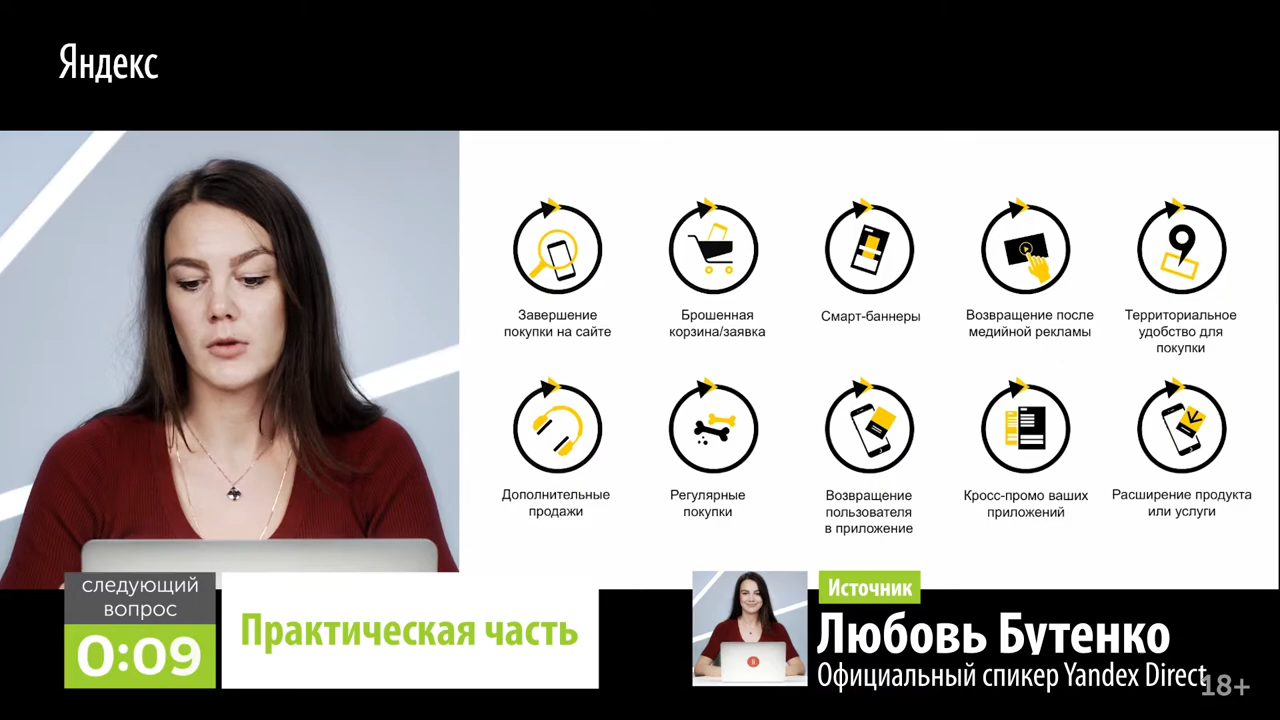 Яндекс
Завершение
покупки на сайте
Брошенная
корзина/заявка
Смарт-баннеры
Возвращение после
медийной рекламы
Территориальное
удобство для
покупки
Дополнительные
продажи
Регулярные
покупки
Возвращение
пользователя
в приложение
Кросс-промо ваших
приложений
Расширение продукта
или услуги
следующий
вопрос
0:09
Практическая часть
Источник
Любовь Бутенко
Официальный спикер Yandex Direct
18+
Я